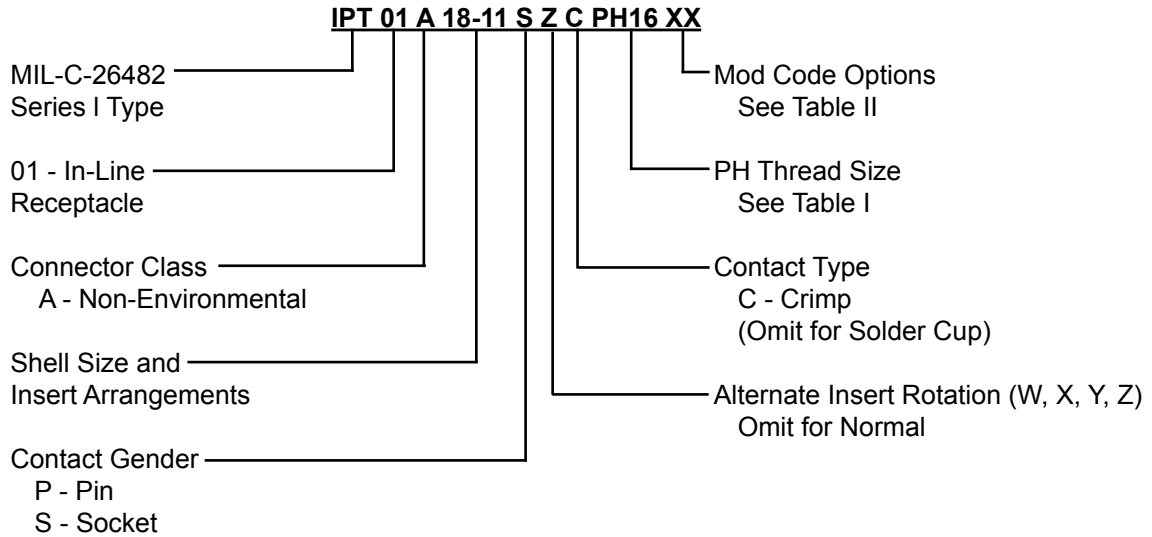 IPT 01 A 18-11 S Z C PH16 XX
MIL-C-26482
Series I Type
01 - In-Line
Receptacle
Connector Class
A - Non-Environmental
Shell Size and
Insert Arrangements
Contact Gender
P - Pin
S - Socket
Mod Code Options
See Table II
PH Thread Size
See Table I
Contact Type
C - Crimp
(Omit for Solder Cup)
Alternate Insert Rotation (W, X, Y, Z)
Omit for Normal